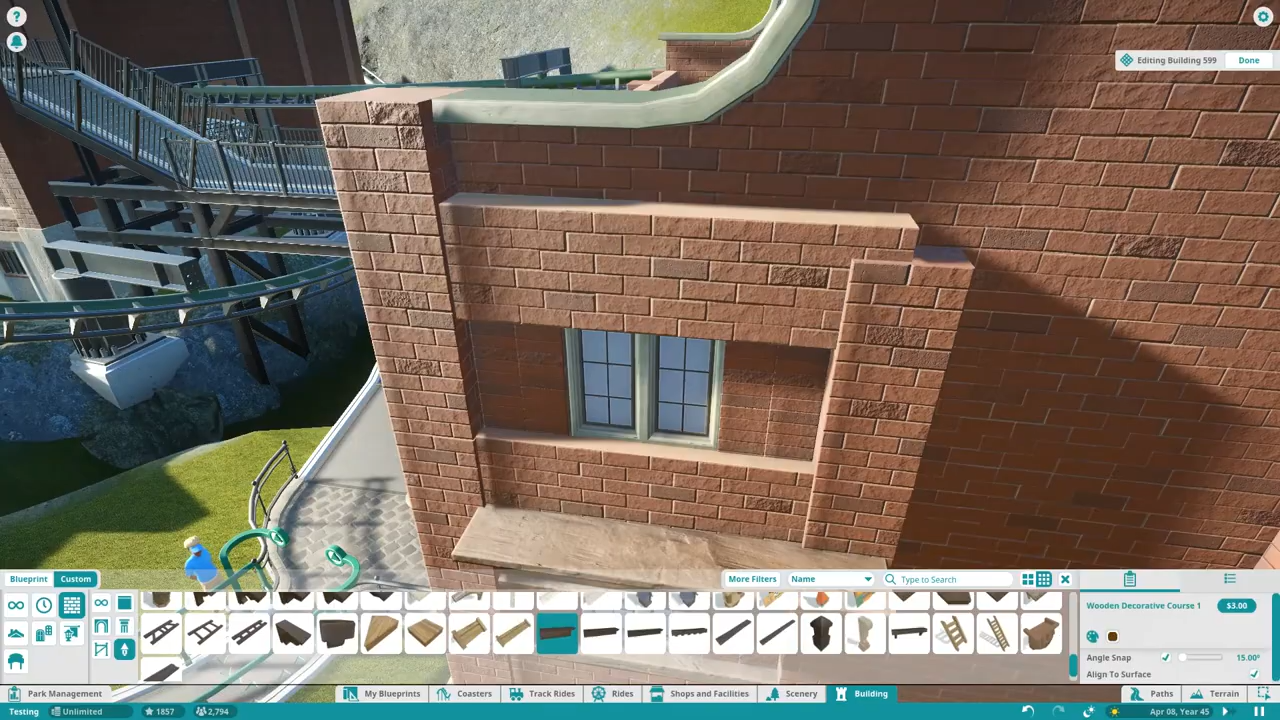 ?
Editing Building 599
Done
Blueprint
Custom
More Filters
Name
Type to Search
Wooden Decorative Course 1
$3.00
Angle Snap
15.00°
Align To Surface
Park Management
My Blueprints
Coasters
Track Rides
Rides
Shops and Facilities
Scenery
Building
Paths
Terrain
Testing
Unlimited
1857
2,794
Apr 08, Year 45